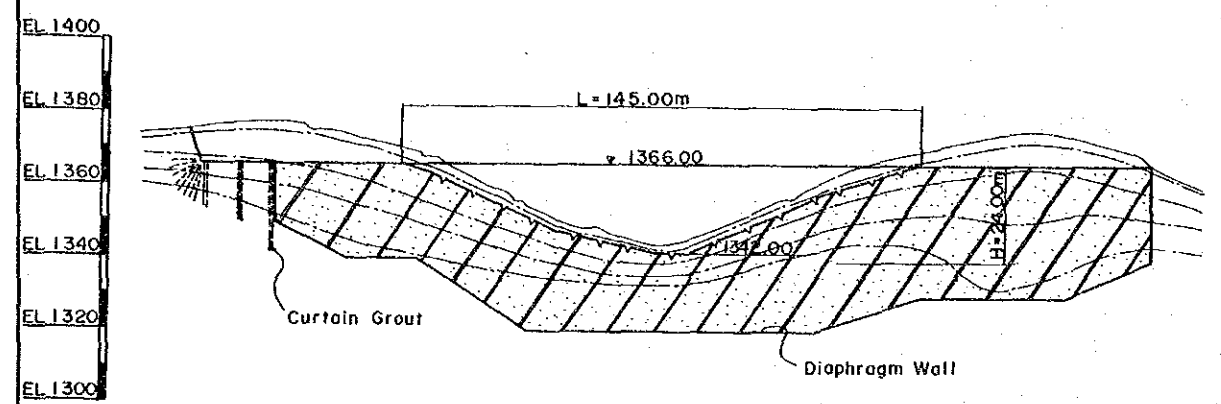 EL 1400
EL 1380
L = 145.00m
1366.00
EL 1360
H = 24.00m
EL 1340
1342.00
EL 1320
Curtain Grout
Diaphragm Wall
EL 1300